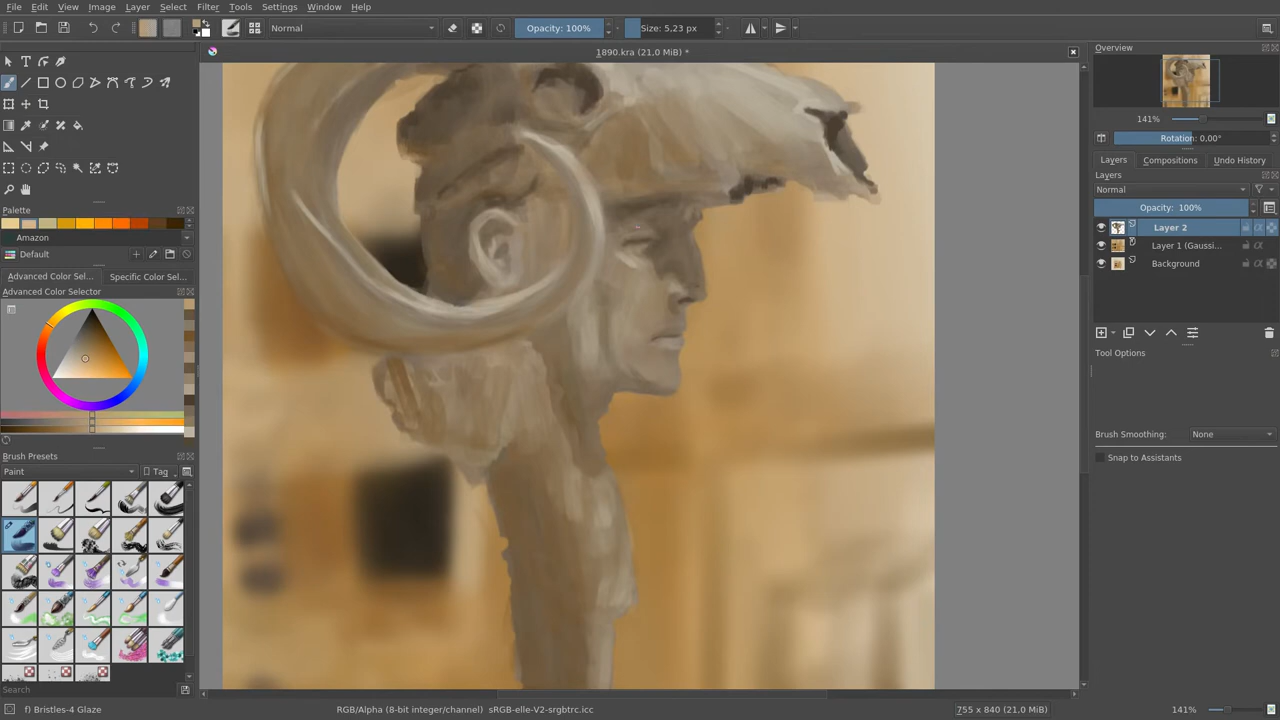 File Edit View Image Layer Select Filter Tools Settings Window Help
Normal Opacity: 100% Size: 5,23 px
1890.kra (21,0 MiB) *
Overview
141%
Rotation: 0.00°
Layers Compositions Undo History
Layers
Normal
Opacity: 100%
Layer 2
Layer 1 (Gaussi...
Background
Tool Options
Brush Smoothing: None
Snap to Assistants
Palette
Amazon
Default
Advanced Color Sel... Specific Color Selec...
Advanced Color Selector
Brush Presets
Paint Tag
Search
f) Bristles-4 Glaze RGB/Alpha (8-bit integer/channel) sRGB-elle-V2-srgbtrc.icc 755 x 840 (21,0 MiB) 141%